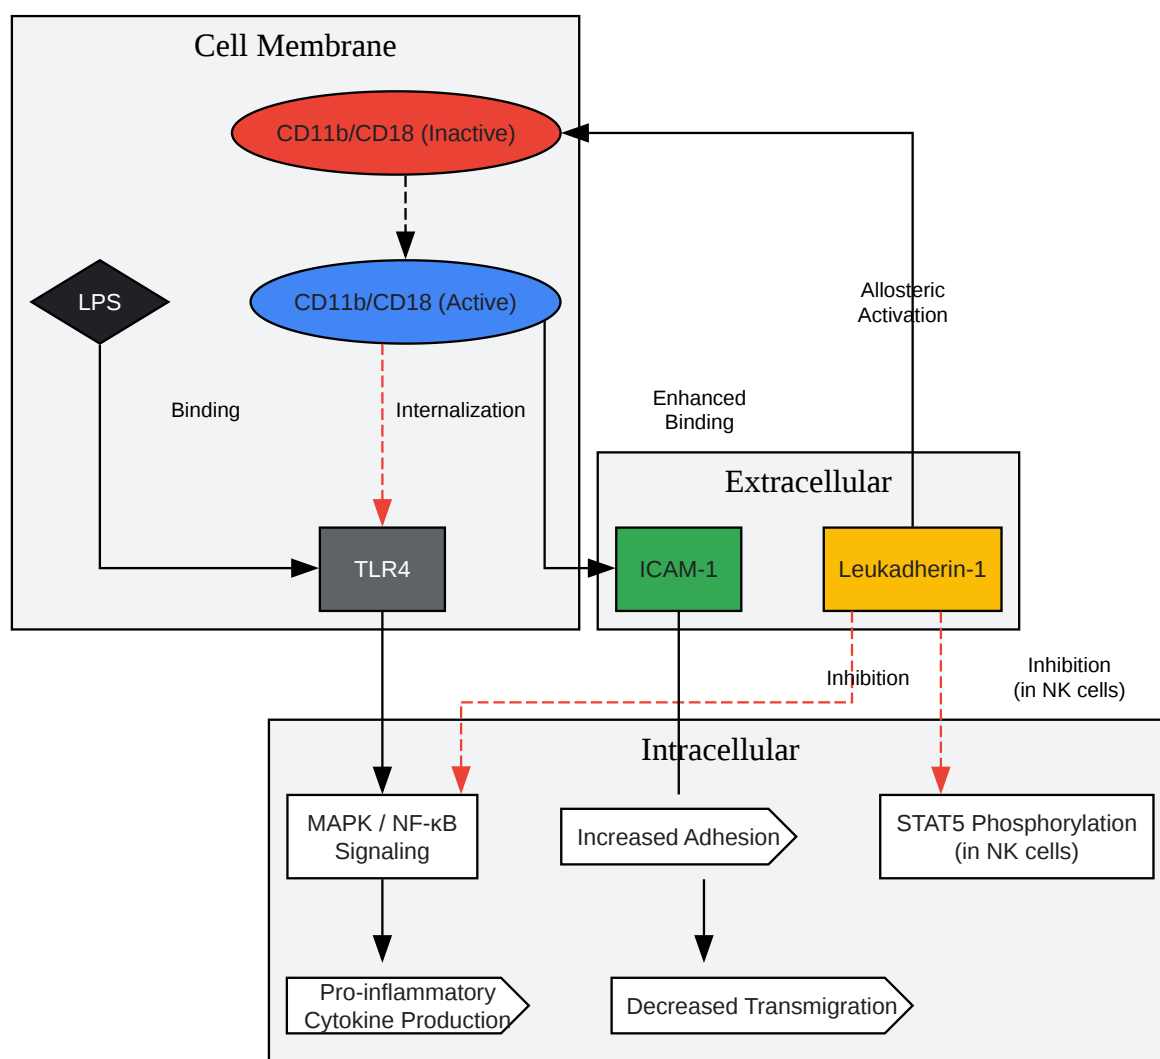 Cell Membrane
CD11b/CD18 (Inactive)
LPS
CD11b/CD18 (Active)
Allosteric
Activation
Binding
Internalization
Enhanced
Binding
Extracellular
TLR4
ICAM-1
Leukadherin-1
Inhibition
Inhibition
(in NK cells)
Intracellular
MAPK / NF-κB
Signaling
Increased Adhesion
STAT5 Phosphorylation
(in NK cells)
Pro-inflammatory
Cytokine Production
Decreased Transmigration